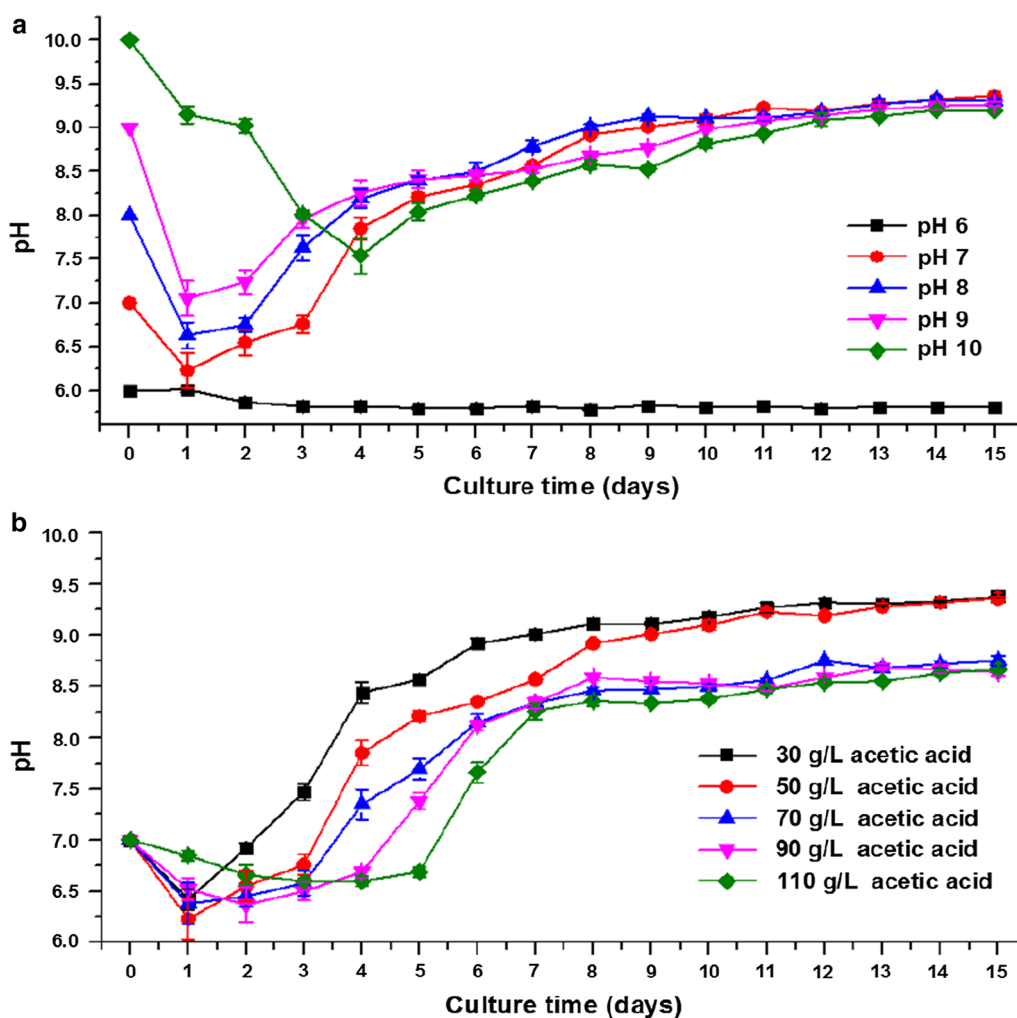 a
10.0
9.5
9.0
8.5
8.0
7.5
7.0
6.5
6.0
pH
pH 6
pH 7
pH 8
pH 9
pH 10
0 1 2 3 4 5 6 7 8 9 10 11 12 13 14 15
Culture time (days)
b
10.0
9.5
9.0
8.5
8.0
7.5
7.0
6.5
6.0
pH
30 g/L acetic acid
50 g/L acetic acid
70 g/L acetic acid
90 g/L acetic acid
110 g/L acetic acid
0 1 2 3 4 5 6 7 8 9 10 11 12 13 14 15
Culture time (days)